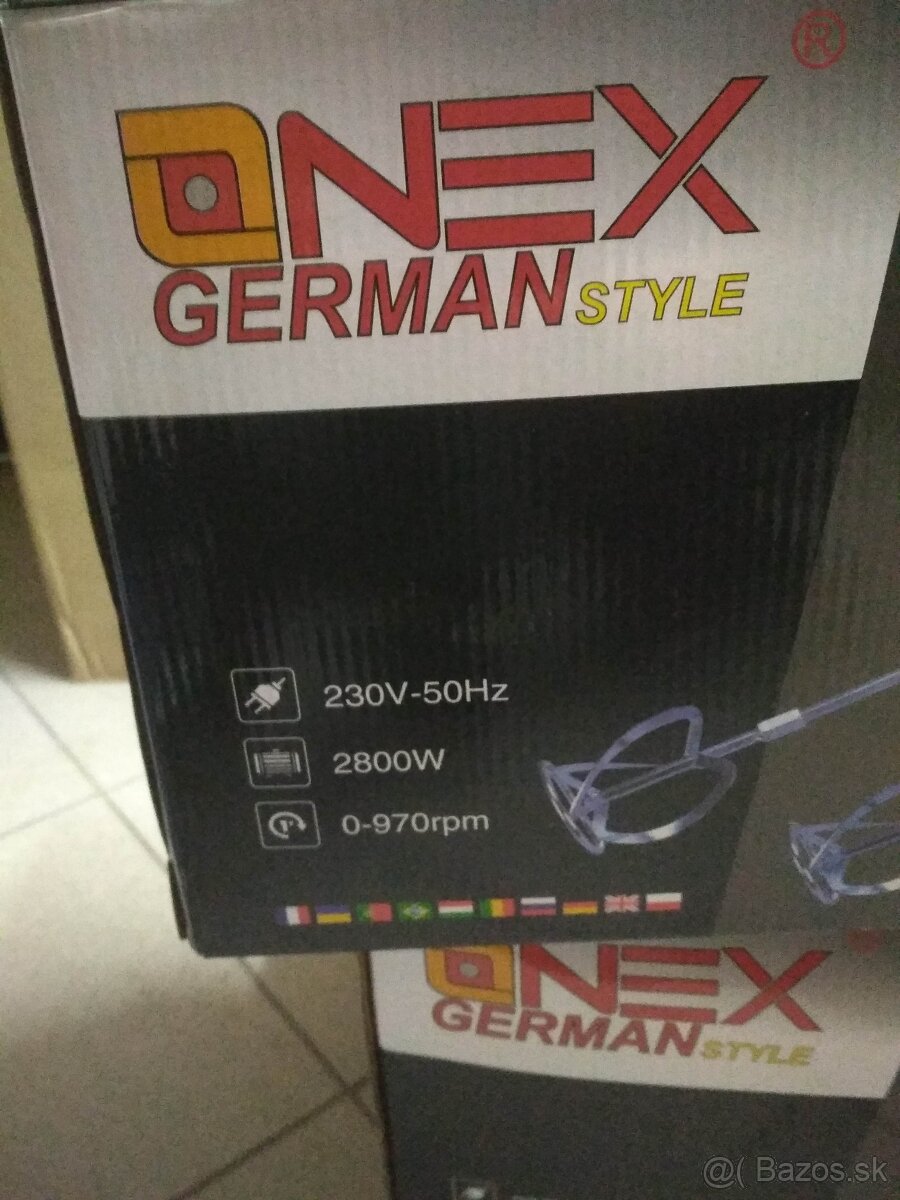 ®
ONEX
GERMAN STYLE
230V-50Hz
2800W
0-970rpm
ONEX
GERMAN STYLE
@( Bazos.sk